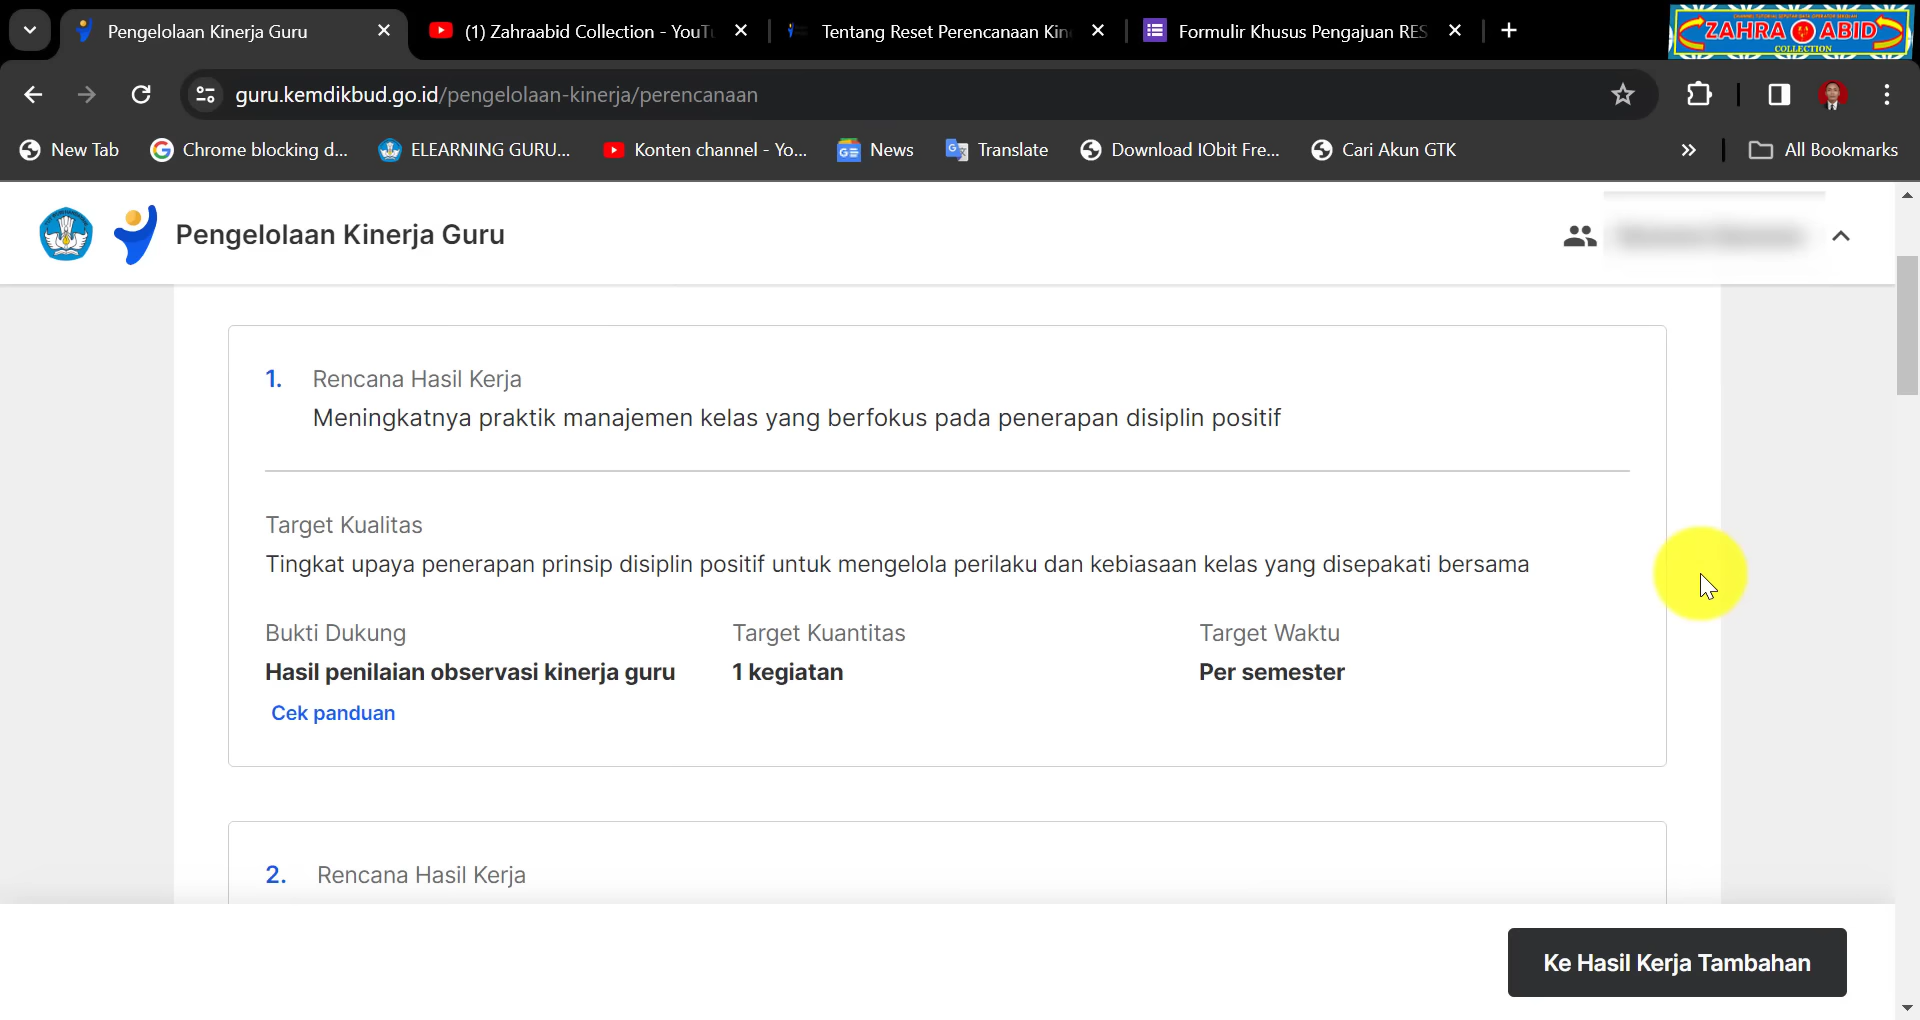 Pengelolaan Kinerja Guru
(1) Zahraabid Collection - YouTu
Tentang Reset Perencanaan Kine
Formulir Khusus Pengajuan RES
ZAHRA ABID
COLLECTION
guru.kemdikbud.go.id/pengelolaan-kinerja/perencanaan
New Tab
Chrome blocking d...
ELEARNING GURU...
Konten channel - Yo...
News
Translate
Download IObit Fre...
Cari Akun GTK
All Bookmarks
Pengelolaan Kinerja Guru
1. Rencana Hasil Kerja
Meningkatnya praktik manajemen kelas yang berfokus pada penerapan disiplin positif
Target Kualitas
Tingkat upaya penerapan prinsip disiplin positif untuk mengelola perilaku dan kebiasaan kelas yang disepakati bersama
Bukti Dukung
Hasil penilaian observasi kinerja guru
Cek panduan
Target Kuantitas
1 kegiatan
Target Waktu
Per semester
2. Rencana Hasil Kerja
Ke Hasil Kerja Tambahan